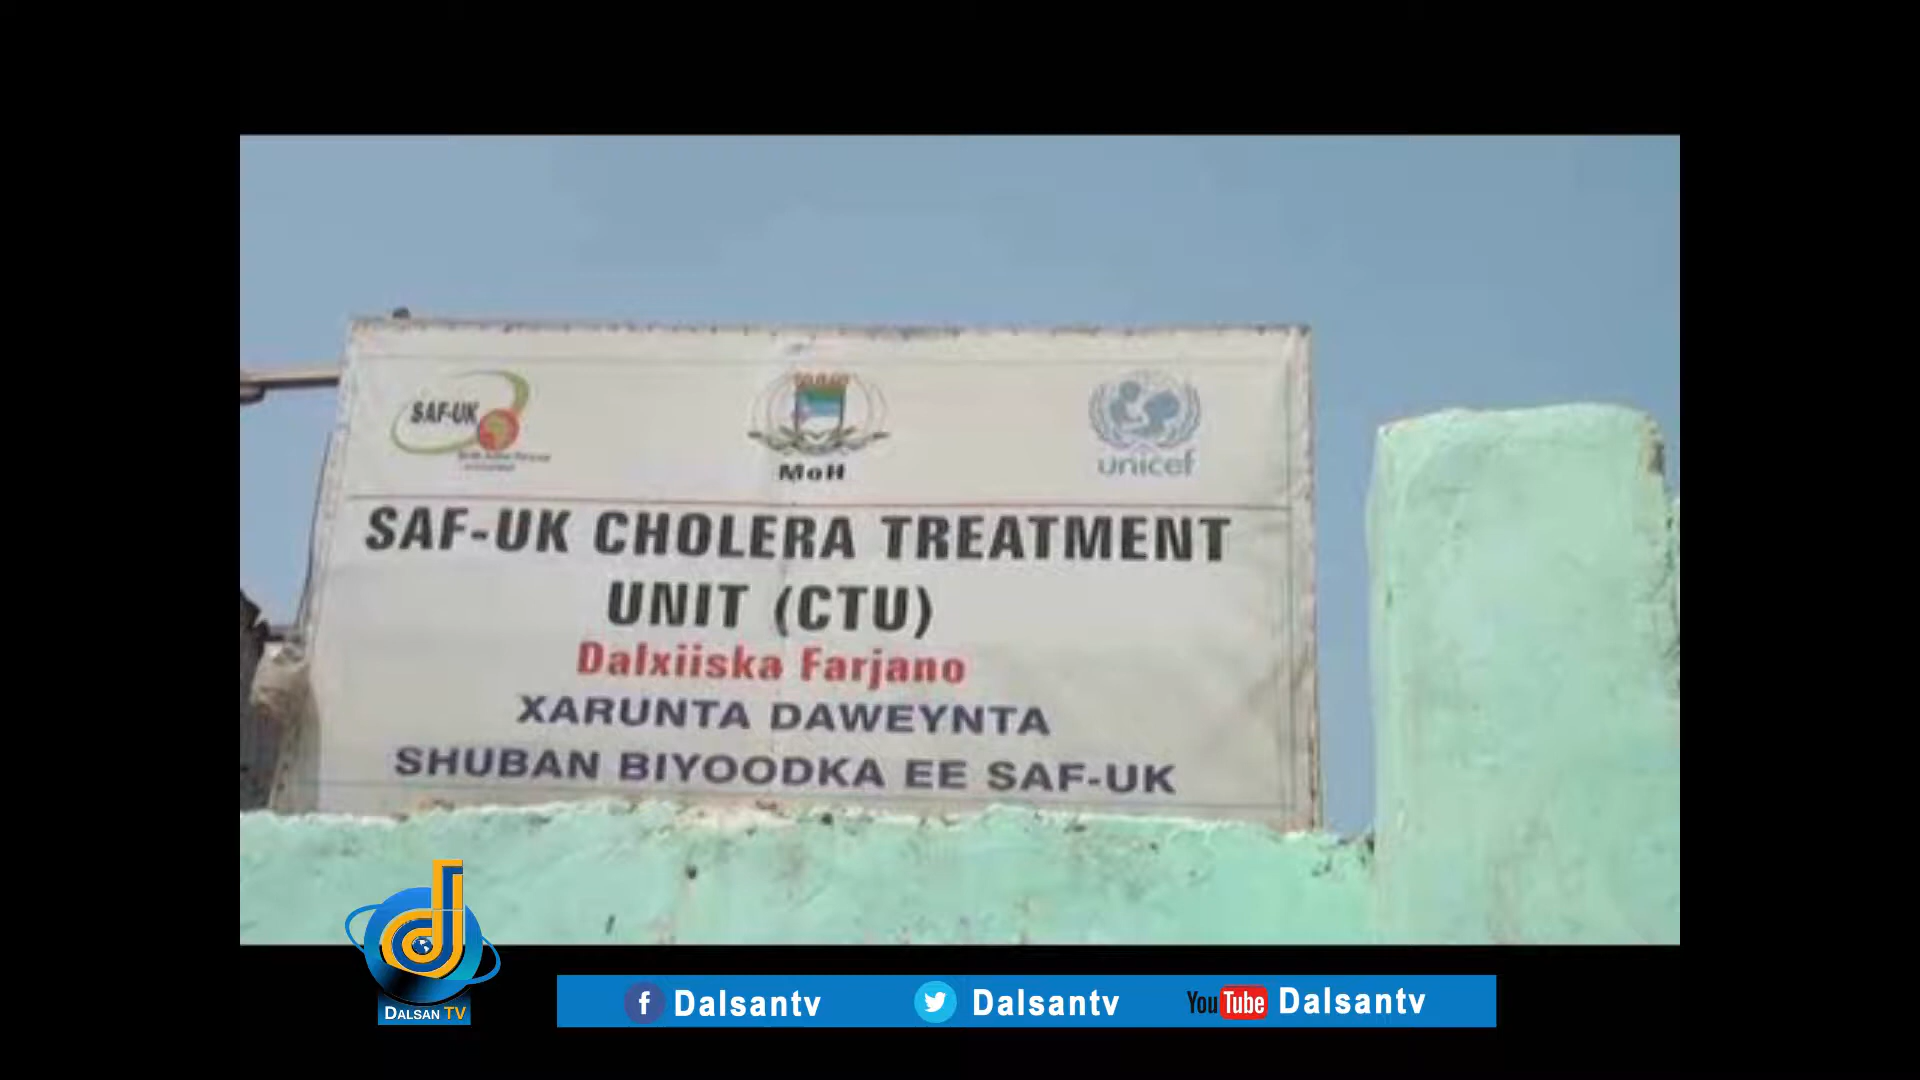 SAF-UK
MoH
unicef
SAF-UK CHOLERA TREATMENT
UNIT (CTU)
Dalxiiska Farjano
XARUNTA DAWEYNTA
SHUBAN BIYOODKA EE SAF-UK
DALSAN TV
f Dalsantv
Dalsantv
YouTube Dalsantv